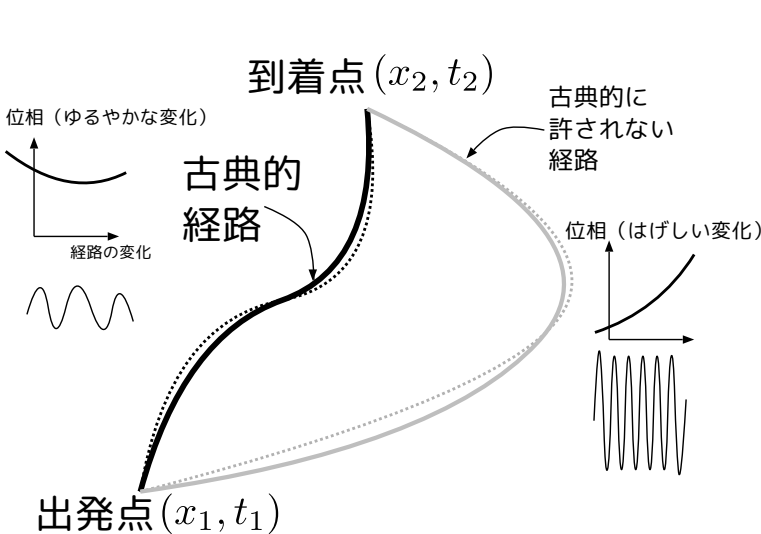 到着点(x₂, t₂)
古典的に
許されない
経路
位相（ゆるやかな変化）
経路の変化
古典的
経路
位相（はげしい変化）
出発点(x₁, t₁)